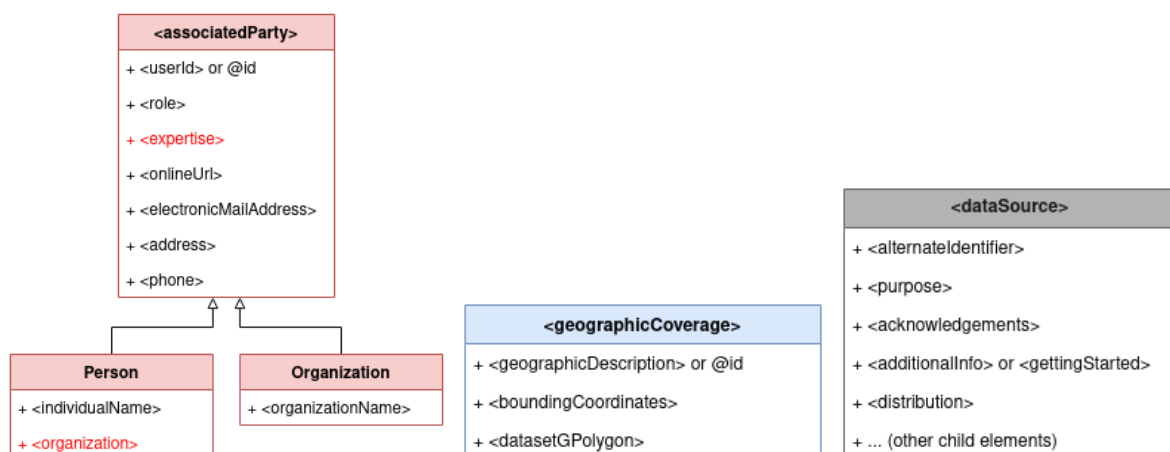 <associatedParty>
+ <userId> or @id
+ <role>
+ <expertise>
+ <onlineUrl>
+ <electronicMailAddress>
+ <address>
+ <phone>
Person
+ <individualName>
+ <organization>
Organization
+ <organizationName>
<geographicCoverage>
+ <geographicDescription> or @id
+ <boundingCoordinates>
+ <datasetGPolygon>
<dataSource>
+ <alternateIdentifier>
+ <purpose>
+ <acknowledgements>
+ <additionalInfo> or <gettingStarted>
+ <distribution>
+ ... (other child elements)